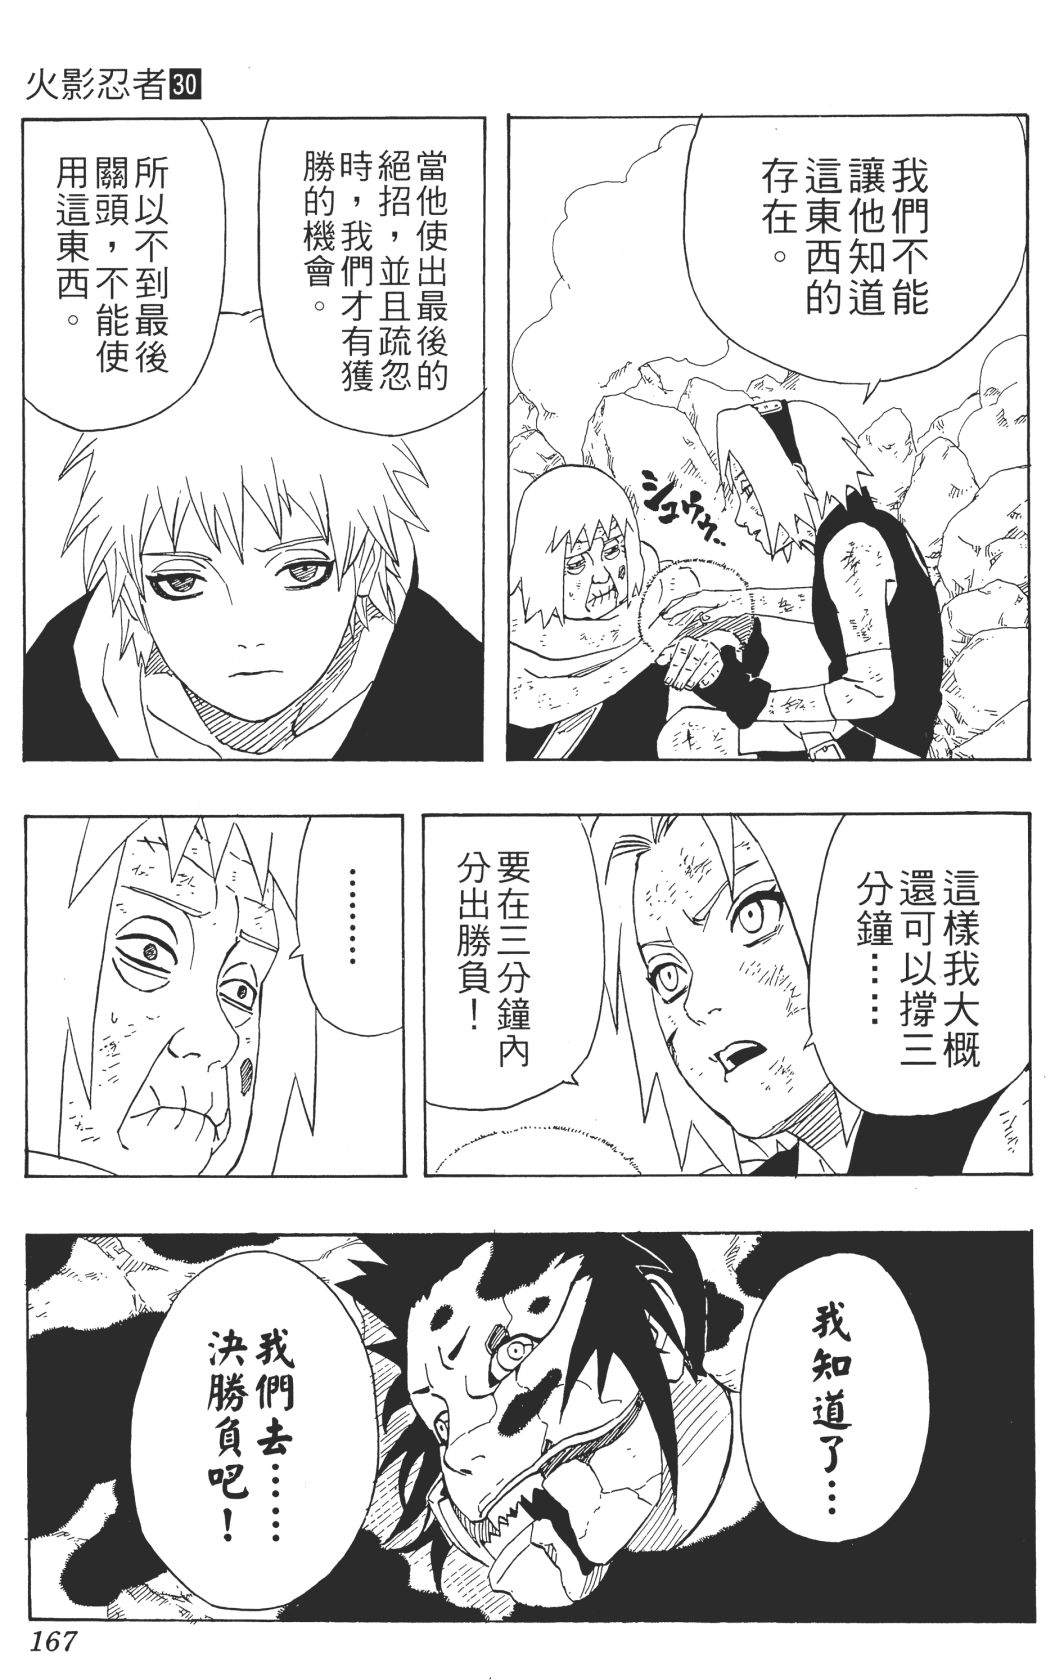 火影忍者30
我們不能
讓他知道
這東西的
存在。
シュウゥ…
當他使出最後的
絕招，並且疏忽
時，我們才有獲
勝的機會。
所以不到最後
關頭，不能使
用這東西。
這樣我大概
還可以撐三
分鐘……
要在三分鐘內
分出勝負！
………
我知道了…
我們去……
決勝負吧！
167